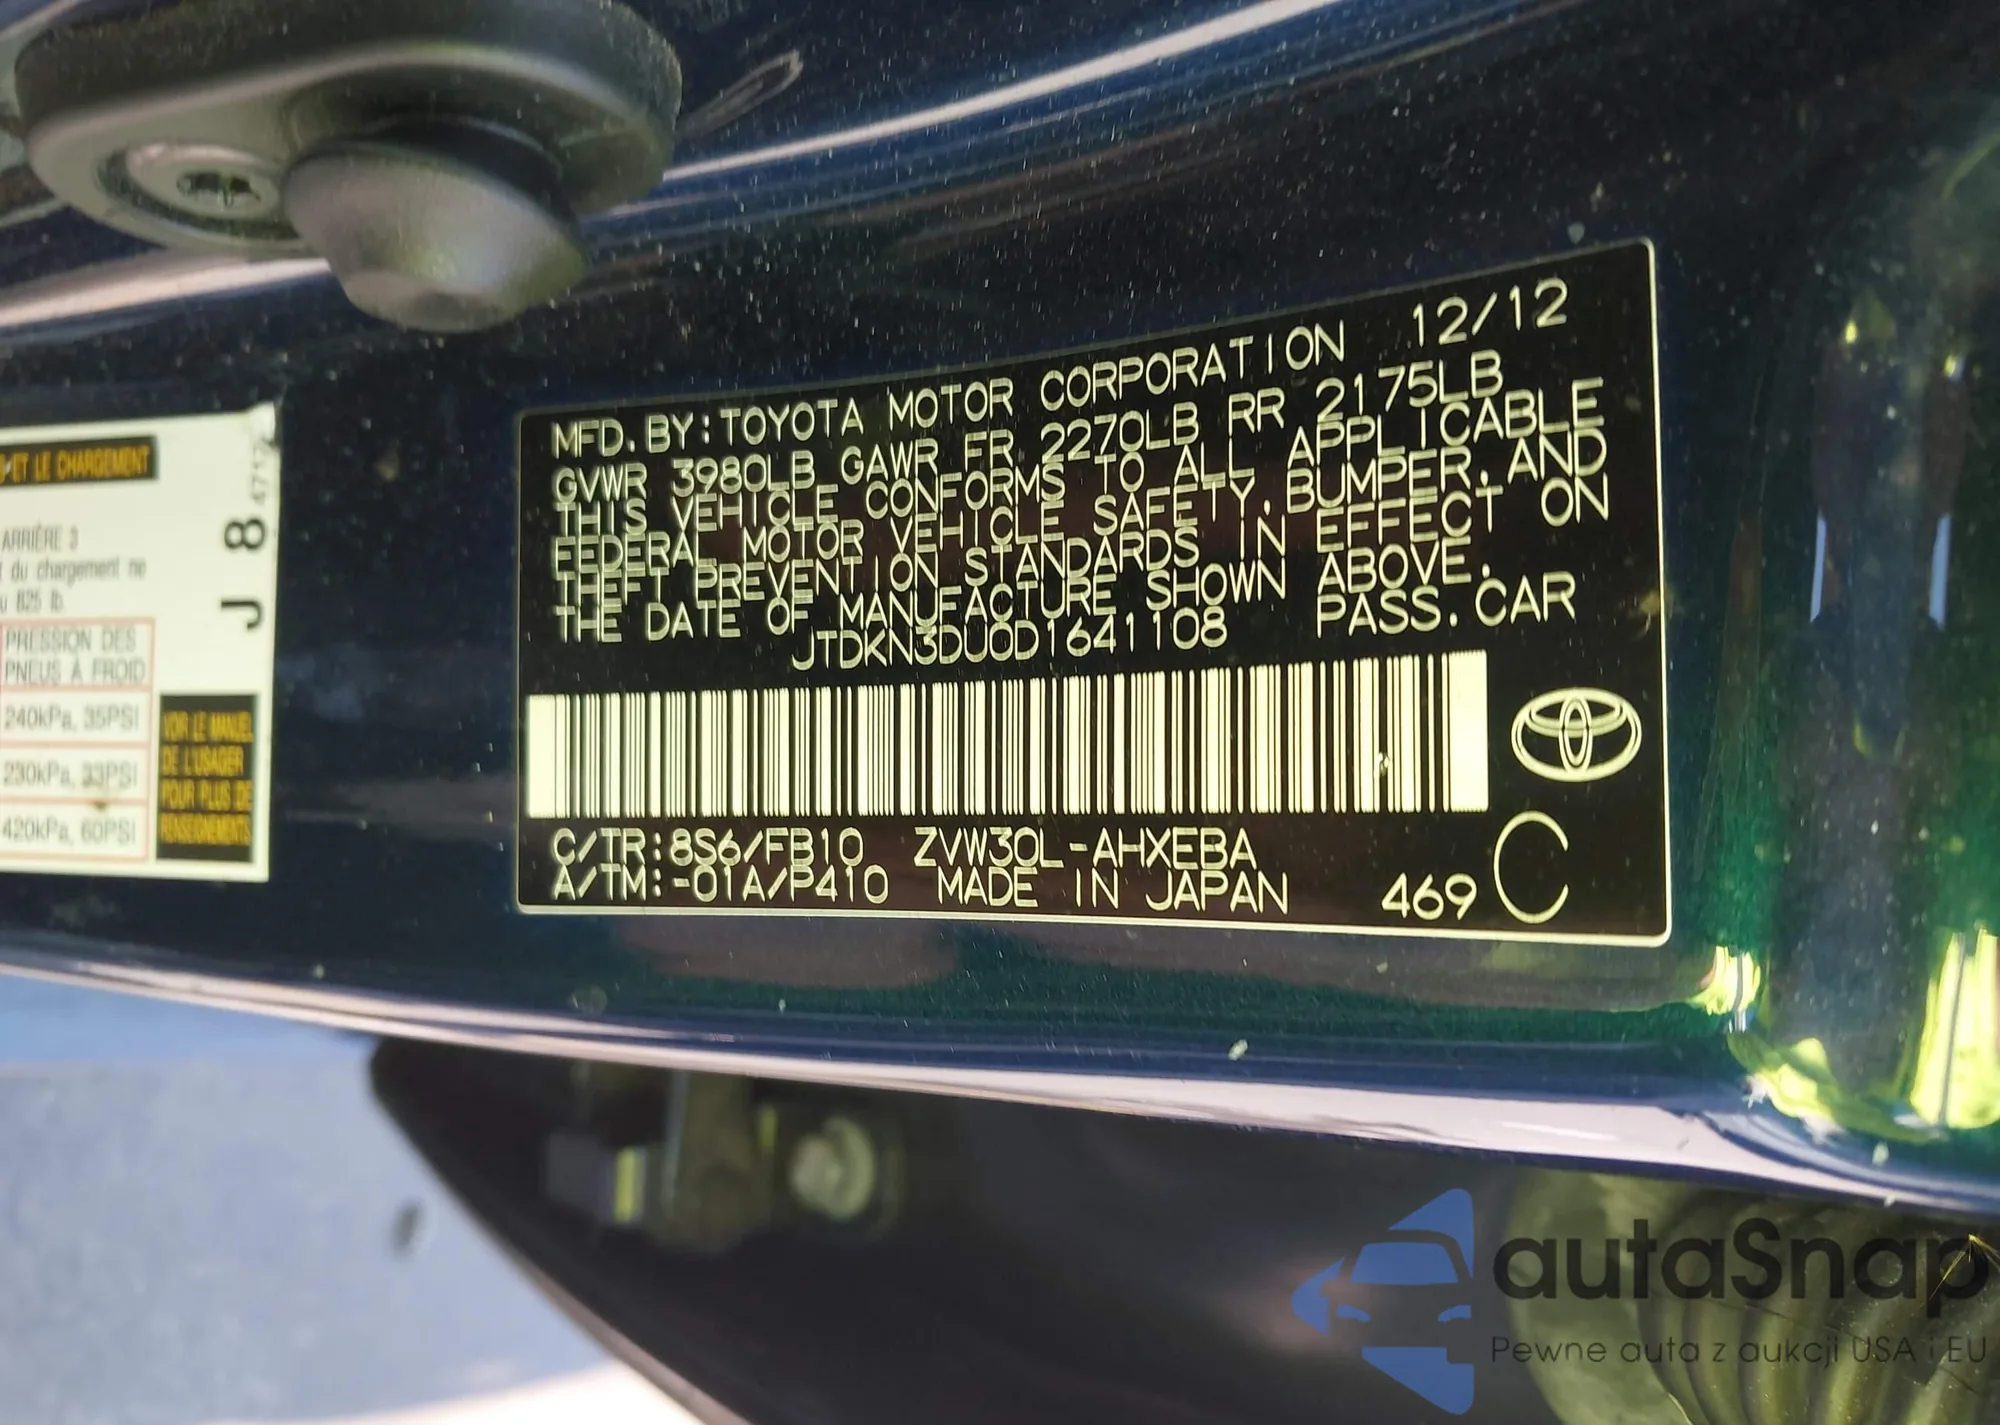 MFD.BY:TOYOTA MOTOR CORPORATION 12/12
GVWR 3980LB GAWR FR 2270LB RR 2175LB
THIS VEHICLE CONFORMS TO ALL APPLICABLE
FEDERAL MOTOR VEHICLE SAFETY,BUMPER,AND
THEFT PREVENTION STANDARDS IN EFFECT ON
THE DATE OF MANUFACTURE SHOWN ABOVE.
JTDKN3DU0D1641108 PASS.CAR
C/TR:8S6/FB10 ZVW30L-AHXEBA
A/TM:-01A/P410 MADE IN JAPAN 469 C
ET LE CHARGEMENT
ARRIÈRE 3
du chargement ne
825 lb.
PRESSION DES
PNEUS À FROID
240kPa, 35PSI
230kPa, 33PSI
420kPa, 60PSI
VOIR LE MANUEL
DE L'USAGER
POUR PLUS DE
RENSEIGNEMENTS
J 8
autaSnap
Pewne auta z aukcji USA i EU